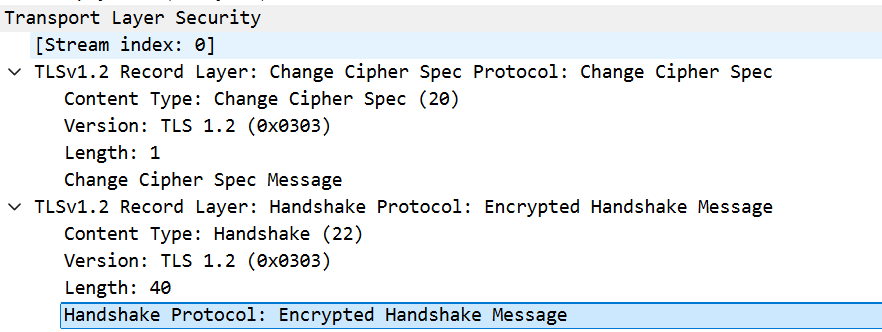 Transport Layer Security
[Stream index: 0]
TLSv1.2 Record Layer: Change Cipher Spec Protocol: Change Cipher Spec
Content Type: Change Cipher Spec (20)
Version: TLS 1.2 (0x0303)
Length: 1
Change Cipher Spec Message
TLSv1.2 Record Layer: Handshake Protocol: Encrypted Handshake Message
Content Type: Handshake (22)
Version: TLS 1.2 (0x0303)
Length: 40
Handshake Protocol: Encrypted Handshake Message